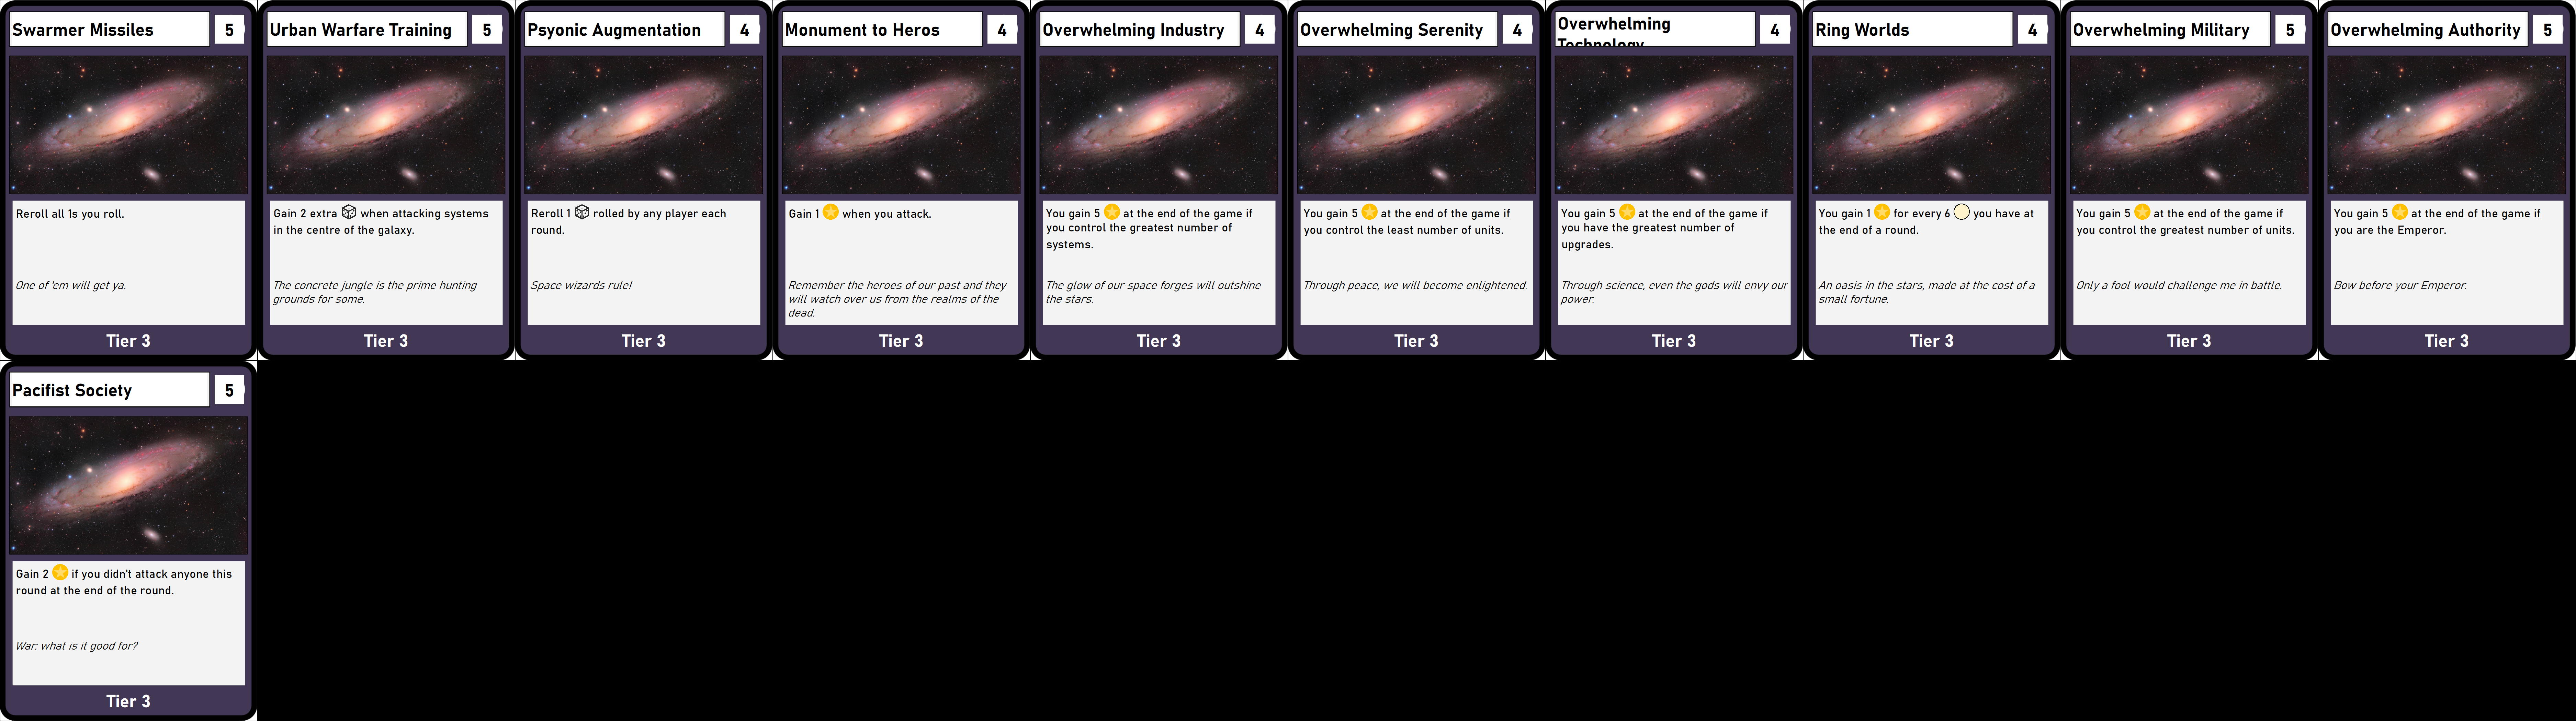 Swarmer Missiles
5
Reroll all 1s you roll.
One of 'em will get ya.
Tier 3
Urban Warfare Training
5
Gain 2 extra when attacking systems
in the centre of the galaxy.
The concrete jungle is the prime hunting
grounds for some.
Tier 3
Psyonic Augmentation
4
Reroll 1 rolled by any player each
round.
Space wizards rule!
Tier 3
Monument to Heros
4
Gain 1 when you attack.
Remember the heroes of our past and they
will watch over us from the realms of the
dead.
Tier 3
Overwhelming Industry
4
You gain 5 at the end of the game if
you control the greatest number of
systems.
The glow of our space forges will outshine
the stars.
Tier 3
Overwhelming Serenity
4
You gain 5 at the end of the game if
you control the least number of units.
Through peace, we will become enlightened.
Tier 3
Overwhelming
Technology
4
You gain 5 at the end of the game if
you have the greatest number of
upgrades.
Through science, even the gods will envy our
power.
Tier 3
Ring Worlds
4
You gain 1 for every 6 you have at
the end of a round.
An oasis in the stars, made at the cost of a
small fortune.
Tier 3
Overwhelming Military
5
You gain 5 at the end of the game if
you control the greatest number of units.
Only a fool would challenge me in battle.
Tier 3
Overwhelming Authority
5
You gain 5 at the end of the game if
you are the Emperor.
Bow before your Emperor.
Tier 3
Pacifist Society
5
Gain 2 if you didn't attack anyone this
round at the end of the round.
War: what is it good for?
Tier 3